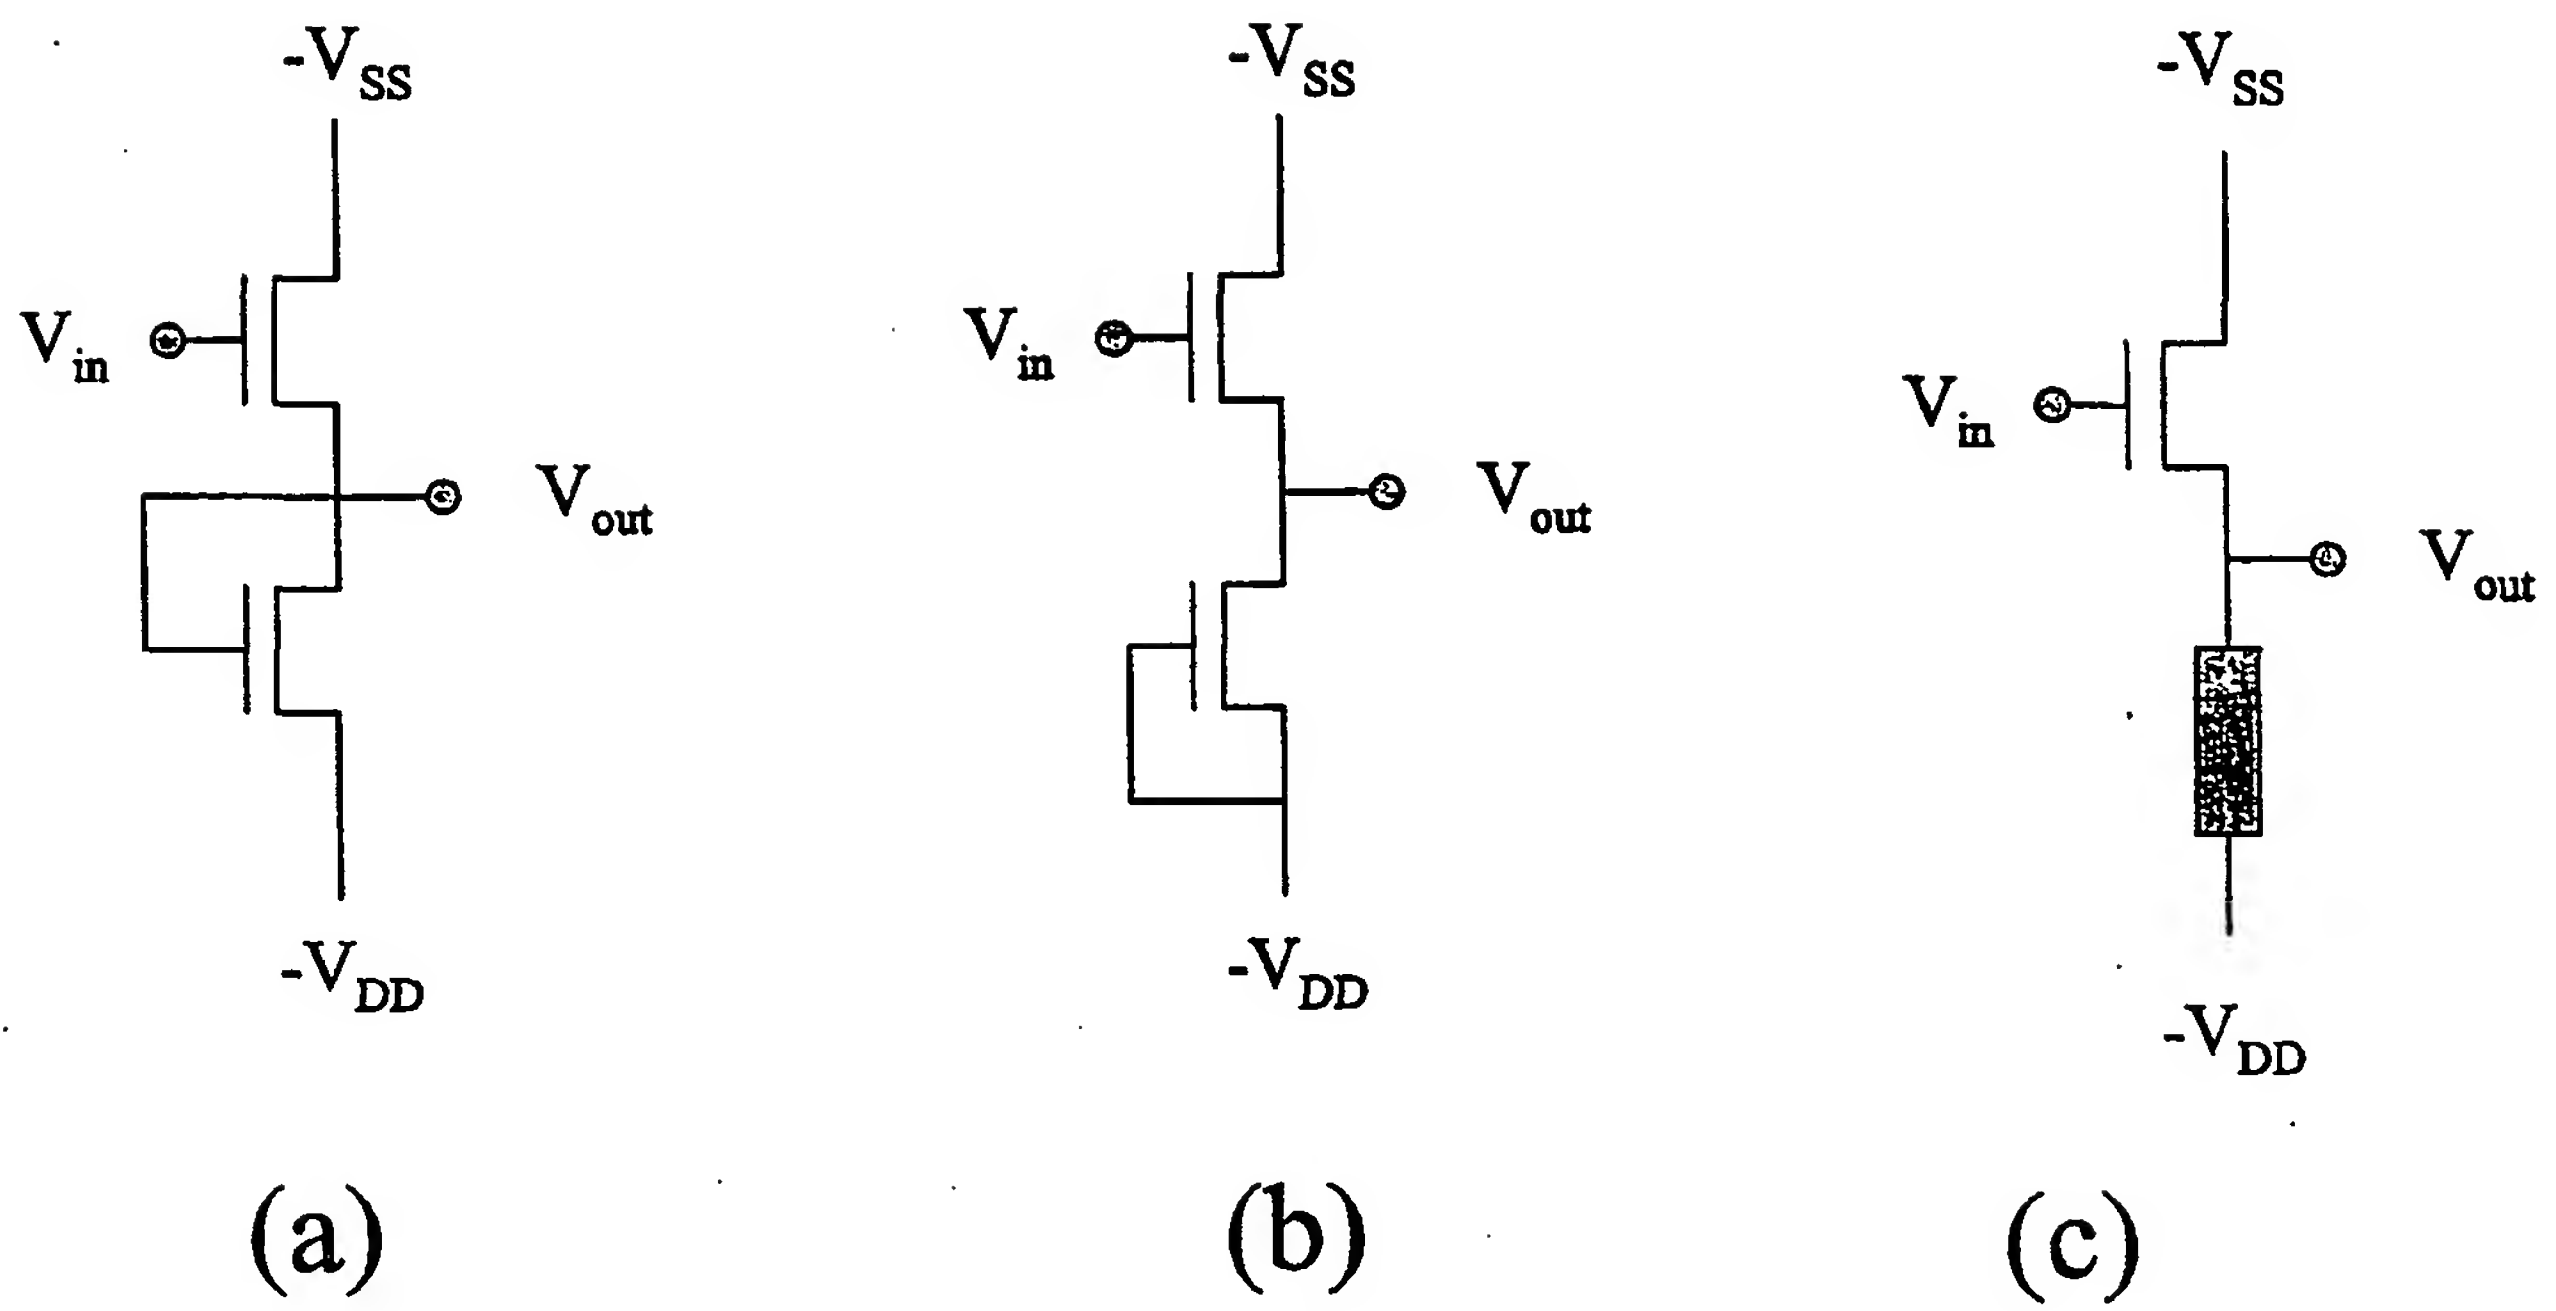 -VSS -VSS -VSS
Vin Vin Vin
Vout Vout Vout
-VDD -VDD -VDD
(a) (b) (c)